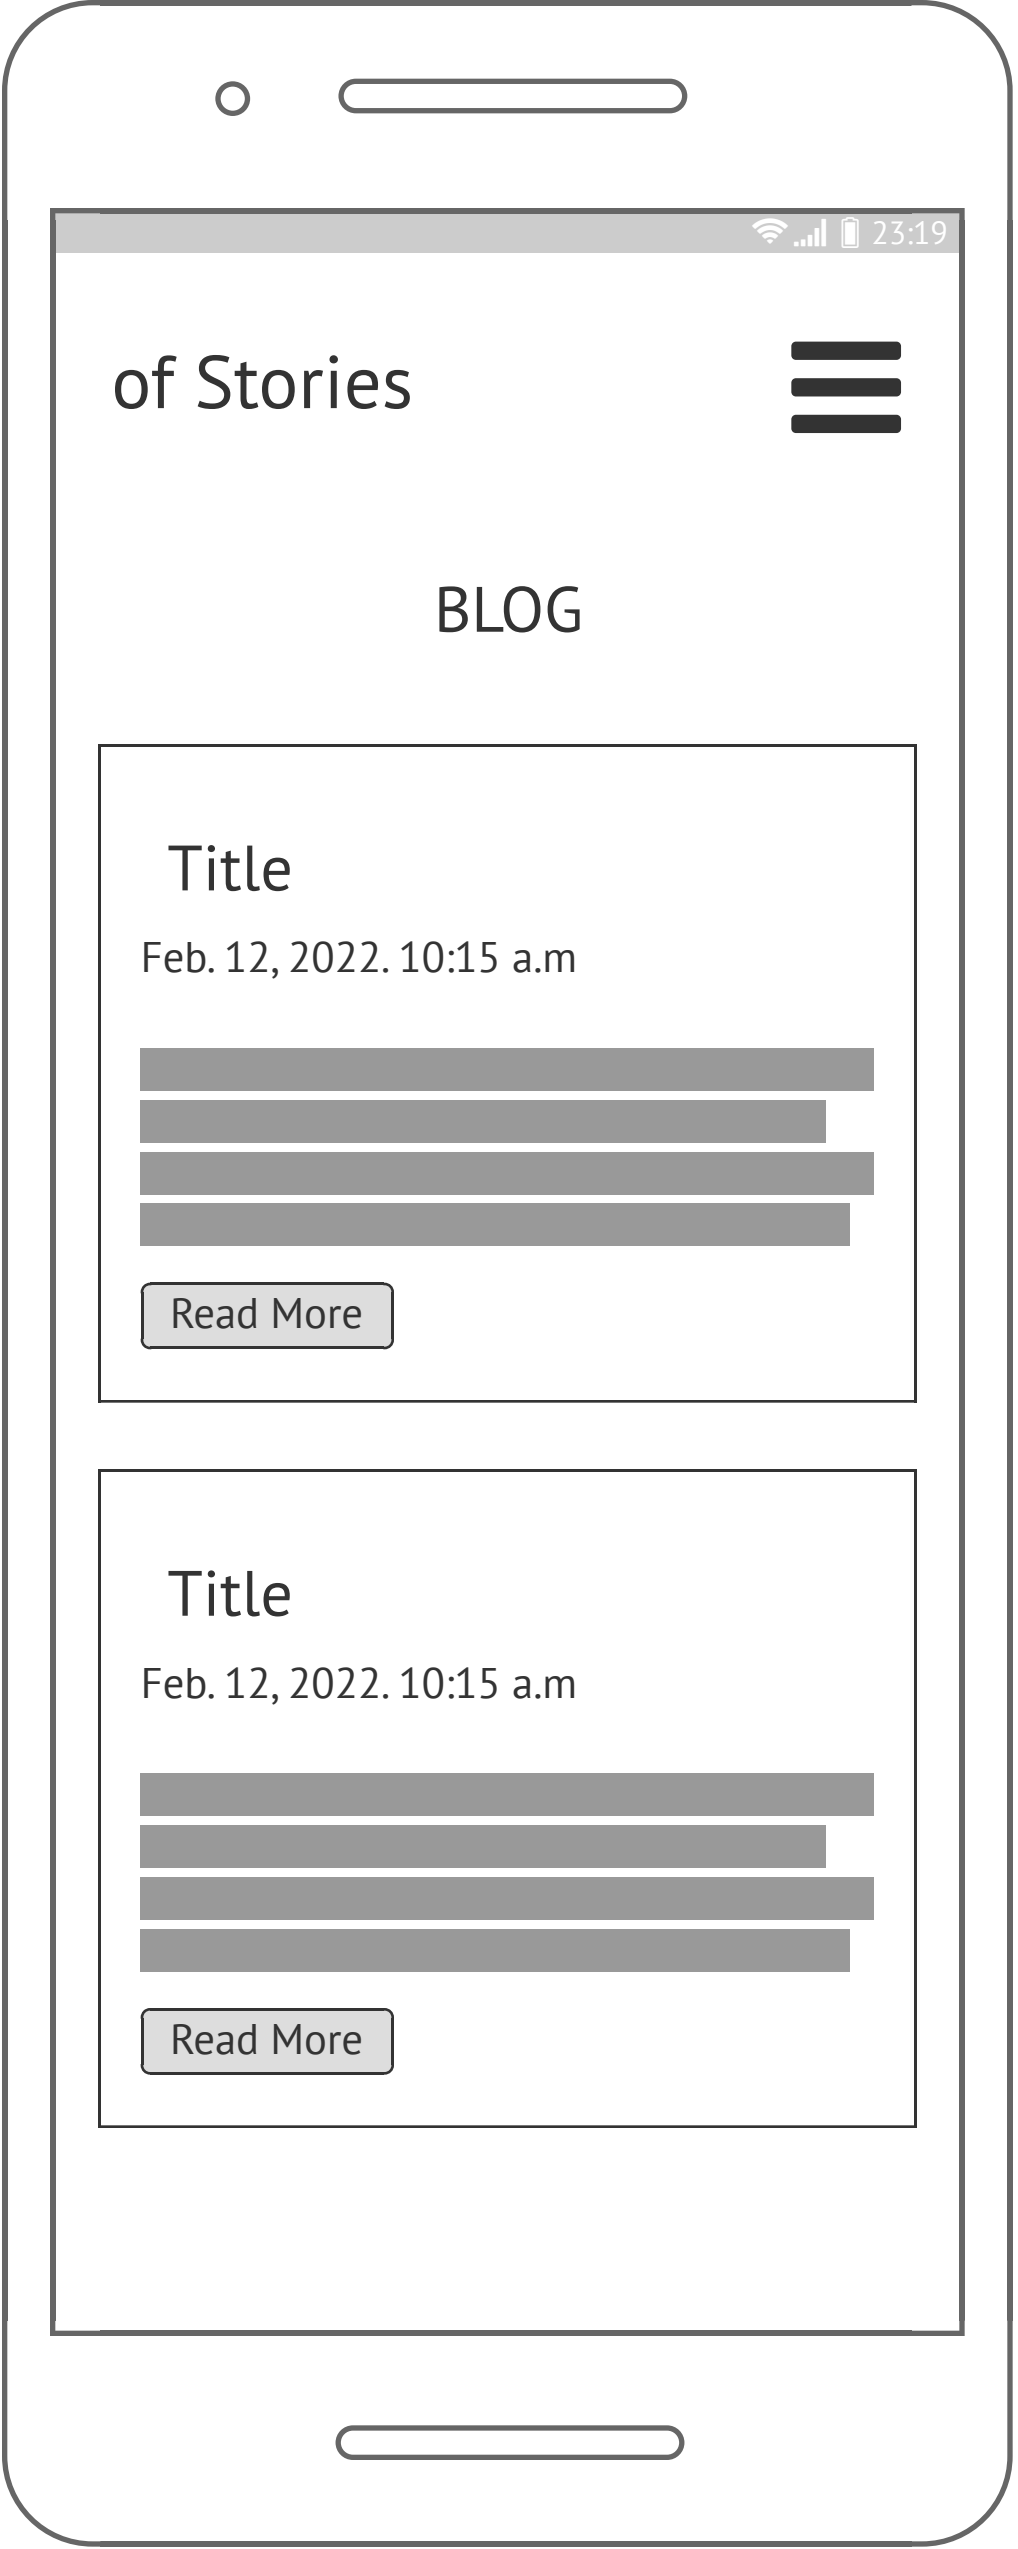 23:19
of Stories
BLOG
Title
Feb. 12, 2022. 10:15 a.m
Read More
Title
Feb. 12, 2022. 10:15 a.m
Read More